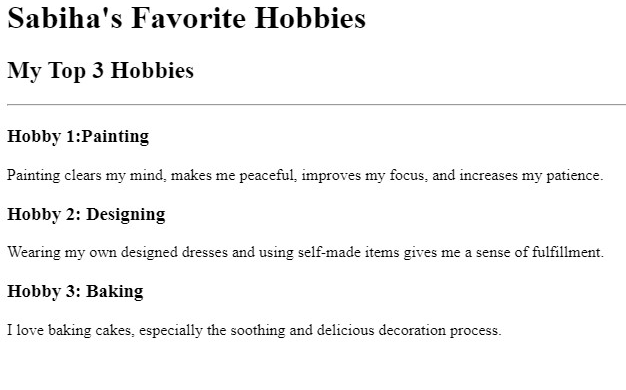 Sabiha's Favorite Hobbies
My Top 3 Hobbies
Hobby 1:Painting
Painting clears my mind, makes me peaceful, improves my focus, and increases my patience.
Hobby 2: Designing
Wearing my own designed dresses and using self-made items gives me a sense of fulfillment.
Hobby 3: Baking
I love baking cakes, especially the soothing and delicious decoration process.